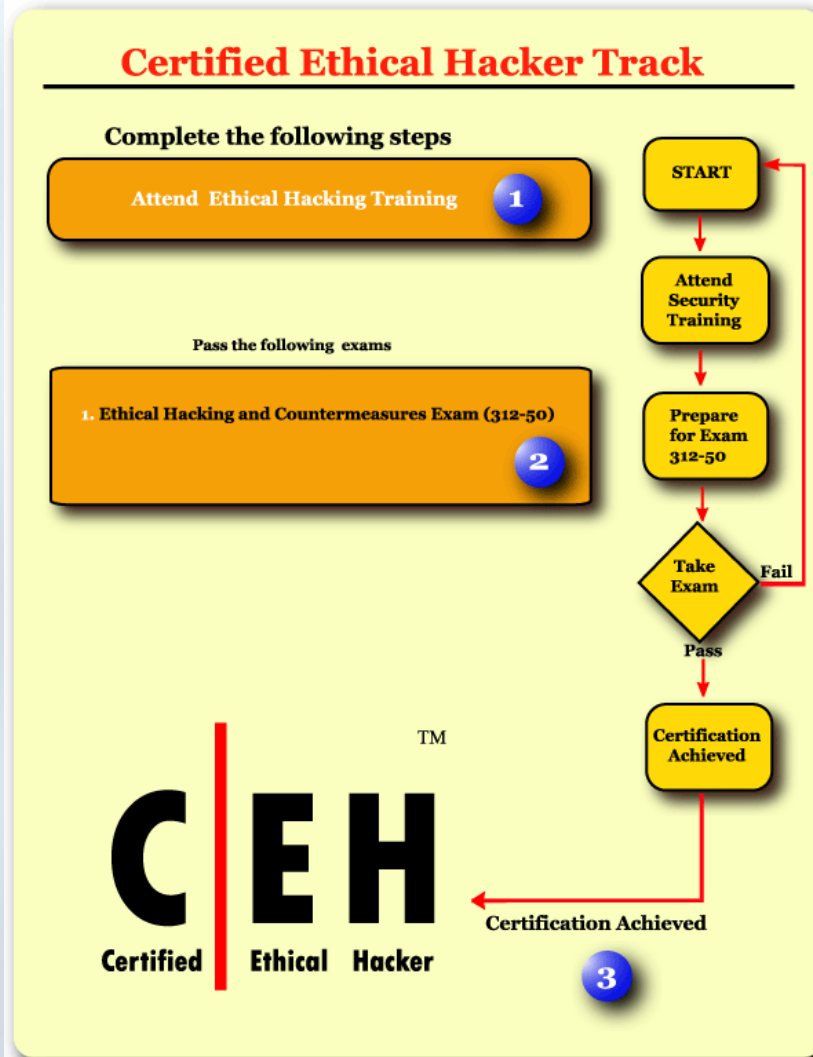 Certified Ethical Hacker Track
Complete the following steps
Attend Ethical Hacking Training
1
Pass the following exams
1. Ethical Hacking and Countermeasures Exam (312-50)
2
START
Attend
Security
Training
Prepare
for Exam
312-50
Take
Exam
Fail
Pass
Certification
Achieved
TM
C EH
Certified Ethical Hacker
Certification Achieved
3